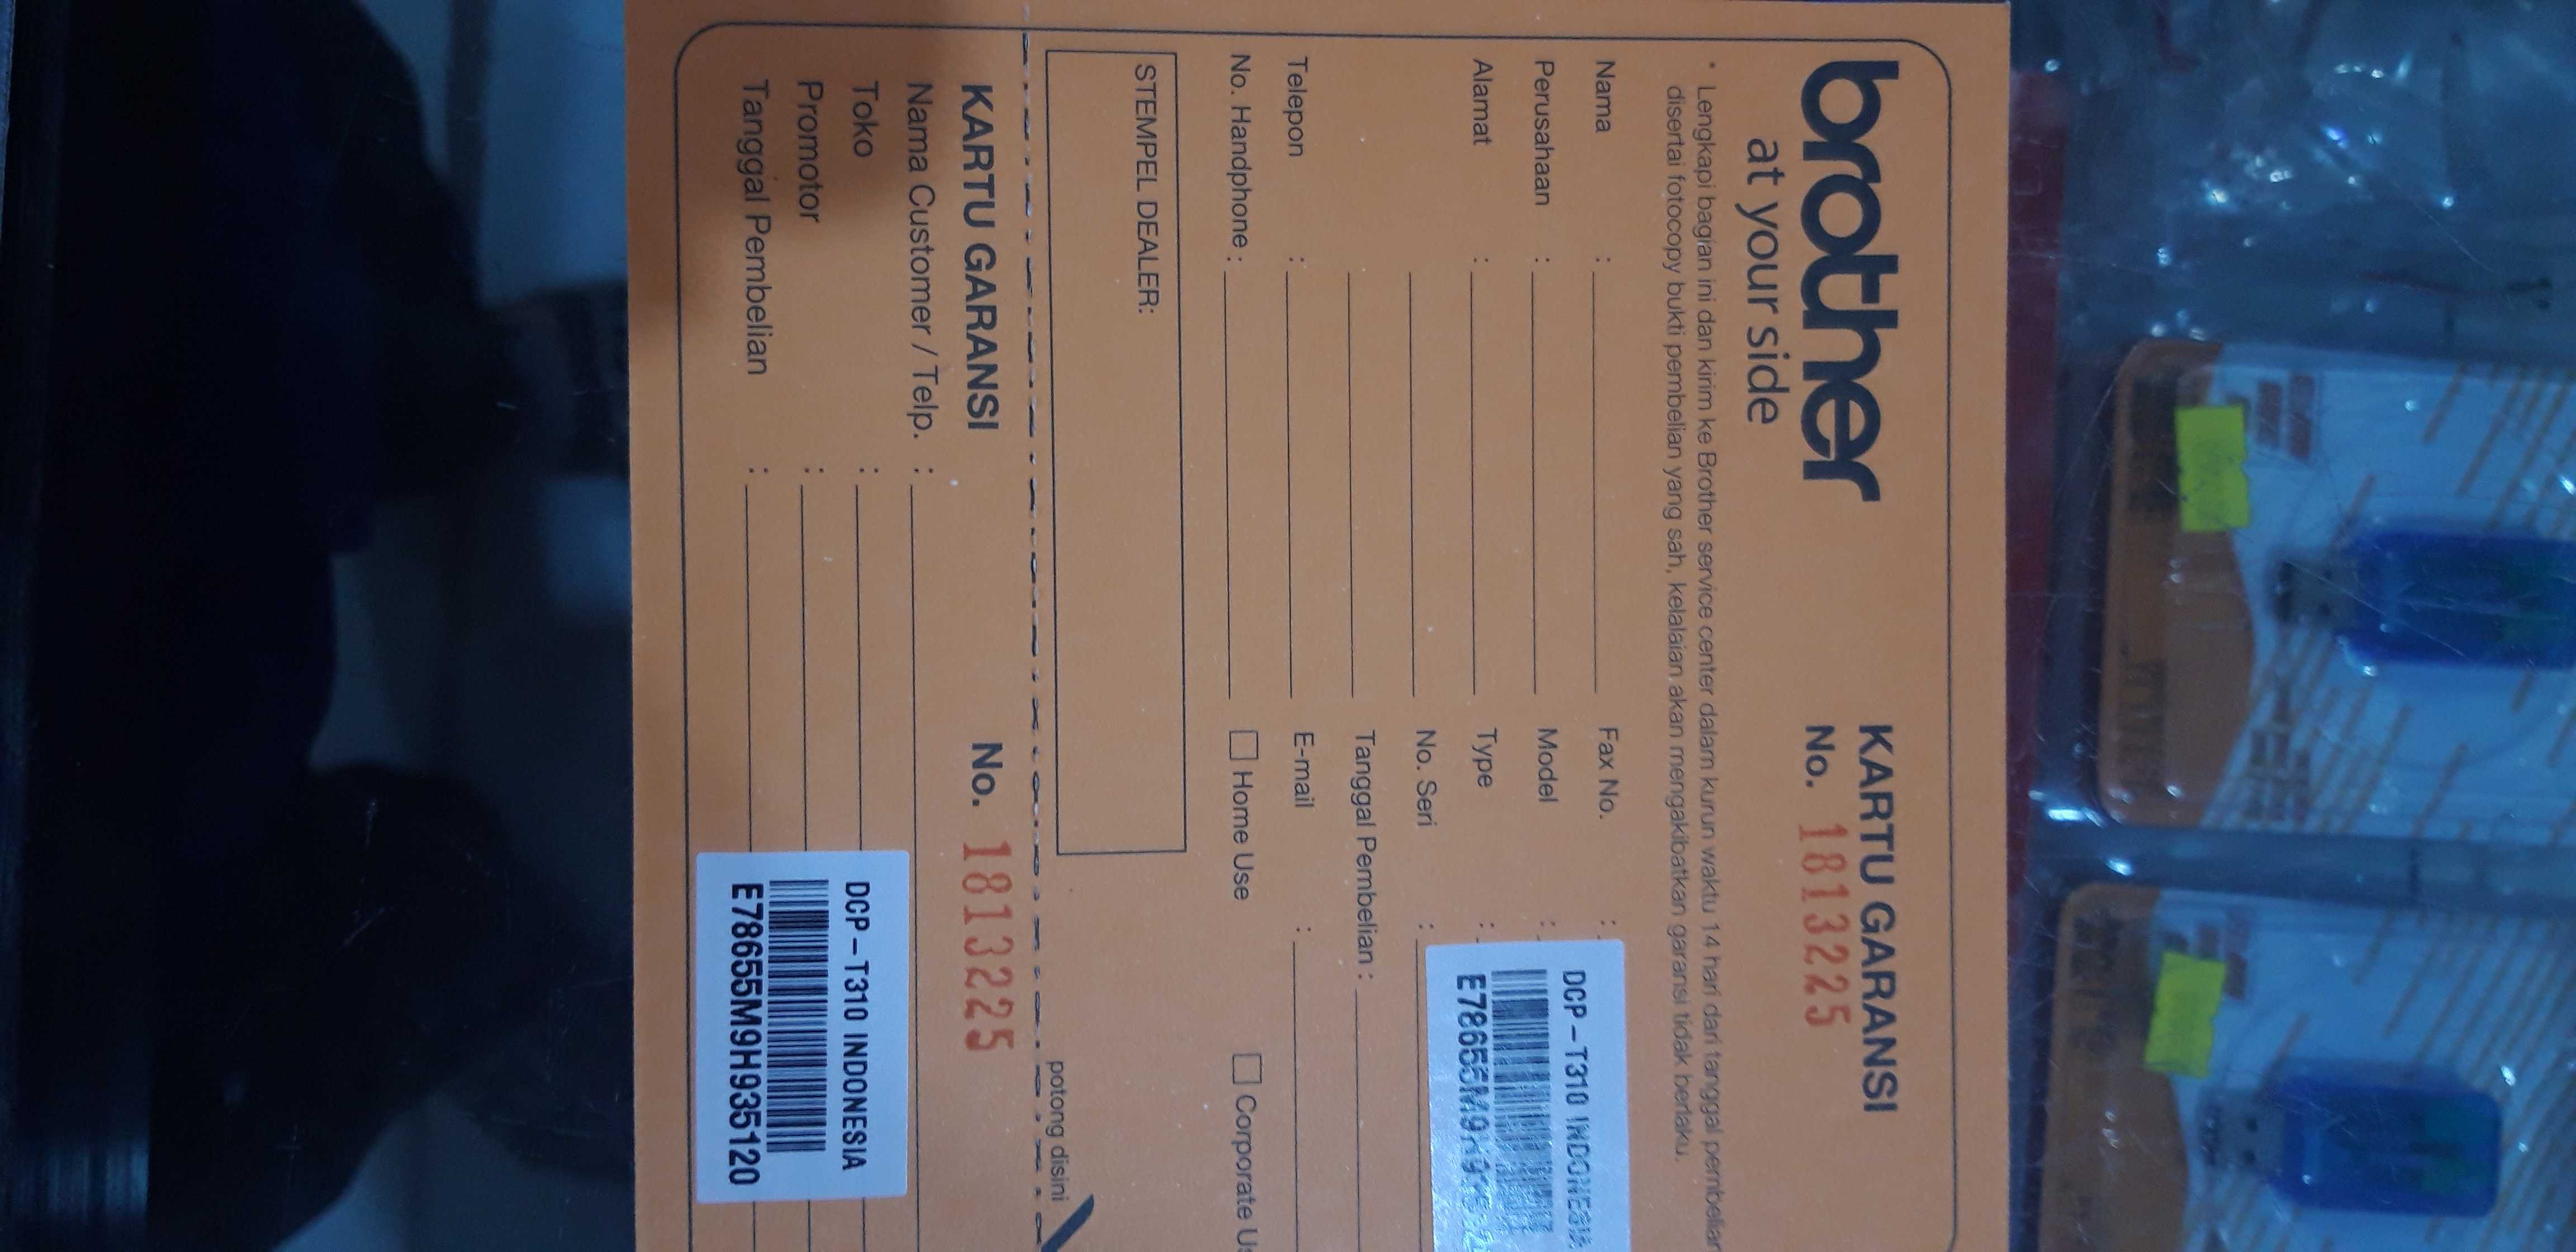 brother
at your side
KARTU GARANSI
No. 1813225
* Lengkapi bagian ini dan kirim ke Brother service center dalam kurun waktu 14 hari dari tanggal pembelian
disertai fotocopy bukti pembelian yang sah, kelalaian akan mengakibatkan garansi tidak berlaku.
Nama :
Perusahaan :
Alamat :
Telepon :
No. Handphone :
Fax No. :
Model :
Type :
No. Seri :
Tanggal Pembelian :
E-mail :
Home Use
Corporate Us
DCP-T310 INDONESIA
STEMPEL DEALER:
potong disini
KARTU GARANSI
No. 1813225
Nama Customer / Telp. :
Toko :
Promotor :
Tanggal Pembelian :
DCP-T310 INDONESIA
E78655M9H935120